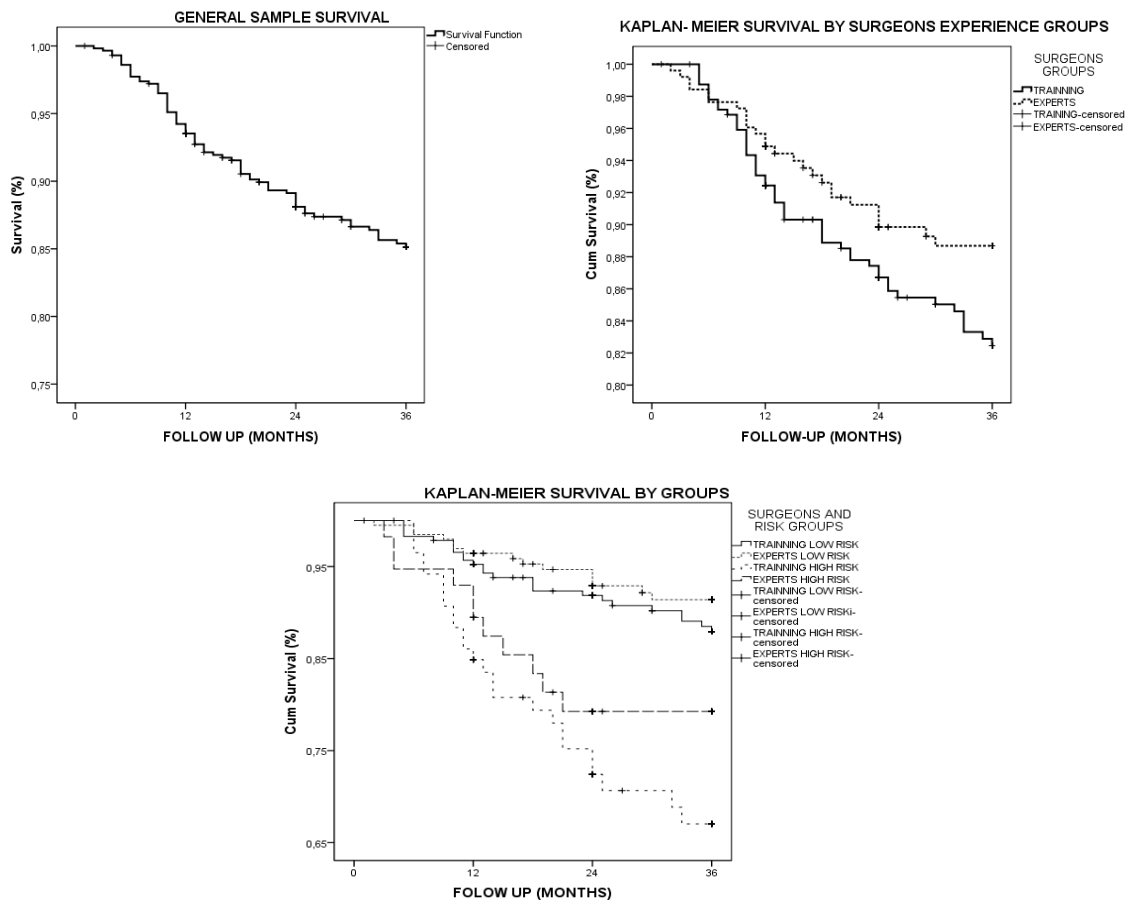 GENERAL SAMPLE SURVIVAL
Survival Function
Censored
1,00
0,95
0,90
0,85
0,80
0,75
Survival (%)
0
12
24
36
FOLLOW UP (MONTHS)
KAPLAN- MEIER SURVIVAL BY SURGEONS EXPERIENCE GROUPS
SURGEONS
GROUPS
TRAINNING
EXPERTS
TRAINING-censored
EXPERTS-censored
1,00
0,98
0,96
0,94
0,92
0,90
0,88
0,86
0,84
0,82
0,80
Cum Survival (%)
0
12
24
36
FOLLOW-UP (MONTHS)
KAPLAN-MEIER SURVIVAL BY GROUPS
SURGEONS AND
RISK GROUPS
TRAINNING LOW RISK
EXPERTS LOW RISK
TRAINING HIGH RISK
EXPERTS HIGH RISK
TRAINING LOW RISK-
censored
EXPERTS LOW RISKi-
censored
TRAINNING HIGH RISK-
censored
EXPERTS HIGH RISK-
censored
0,95
0,85
0,75
0,65
Cum Survival (%)
0
12
24
36
FOLOW UP (MONTHS)